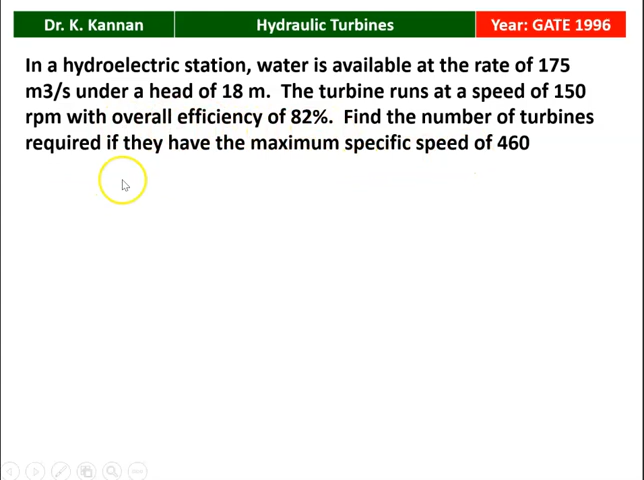 Dr. K. Kannan Hydraulic Turbines Year: GATE 1996
In a hydroelectric station, water is available at the rate of 175
m3/s under a head of 18 m. The turbine runs at a speed of 150
rpm with overall efficiency of 82%. Find the number of turbines
required if they have the maximum specific speed of 460